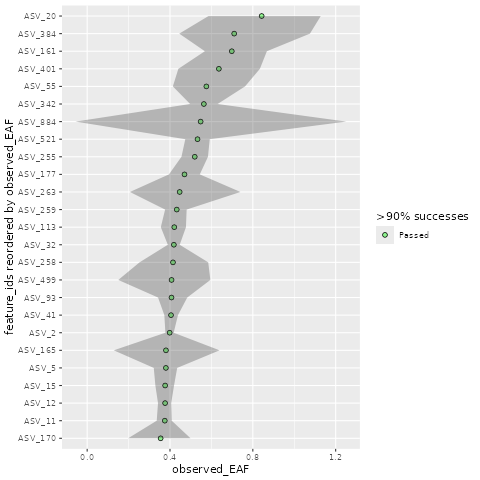 feature_ids reordered by observed_EAF
ASV_20
ASV_384
ASV_161
ASV_401
ASV_55
ASV_342
ASV_884
ASV_521
ASV_255
ASV_177
ASV_263
ASV_259
ASV_113
ASV_32
ASV_258
ASV_499
ASV_93
ASV_41
ASV_2
ASV_165
ASV_5
ASV_15
ASV_12
ASV_11
ASV_170
0.0 0.4 0.8 1.2
observed_EAF
>90% successes
Passed